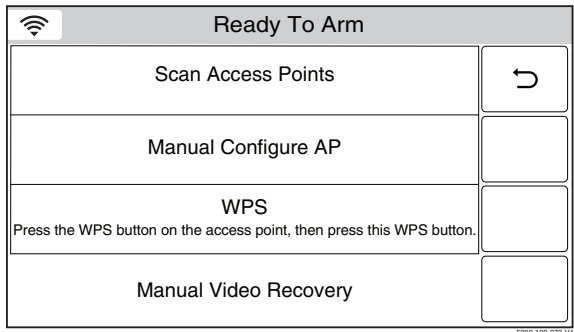 Ready To Arm
Scan Access Points
Manual Configure AP
WPS
Press the WPS button on the access point, then press this WPS button.
Manual Video Recovery